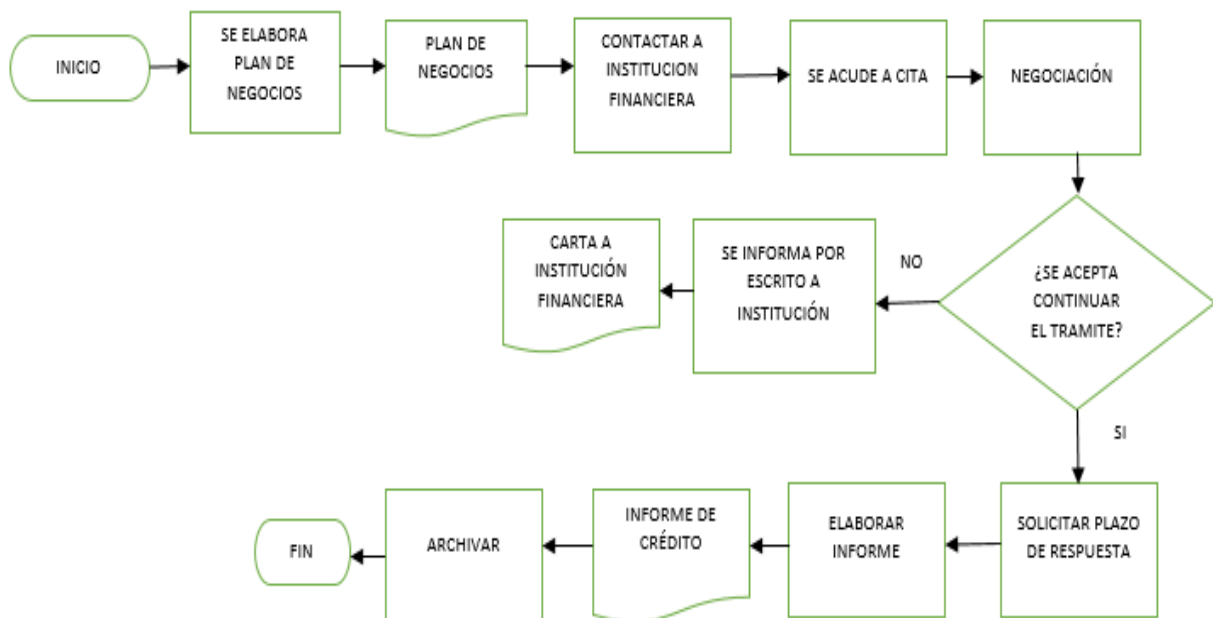 INICIO
SE ELABORA
PLAN DE
NEGOCIOS
PLAN DE
NEGOCIOS
CONTACTAR A
INSTITUCION
FINANCIERA
SE ACUDE A CITA
NEGOCIACIÓN
¿SE ACEPTA
CONTINUAR
EL TRAMITE?
NO
SE INFORMA POR
ESCRITO A
INSTITUCIÓN
CARTA A
INSTITUCIÓN
FINANCIERA
SI
SOLICITAR PLAZO
DE RESPUESTA
ELABORAR
INFORME
INFORME DE
CRÉDITO
ARCHIVAR
FIN